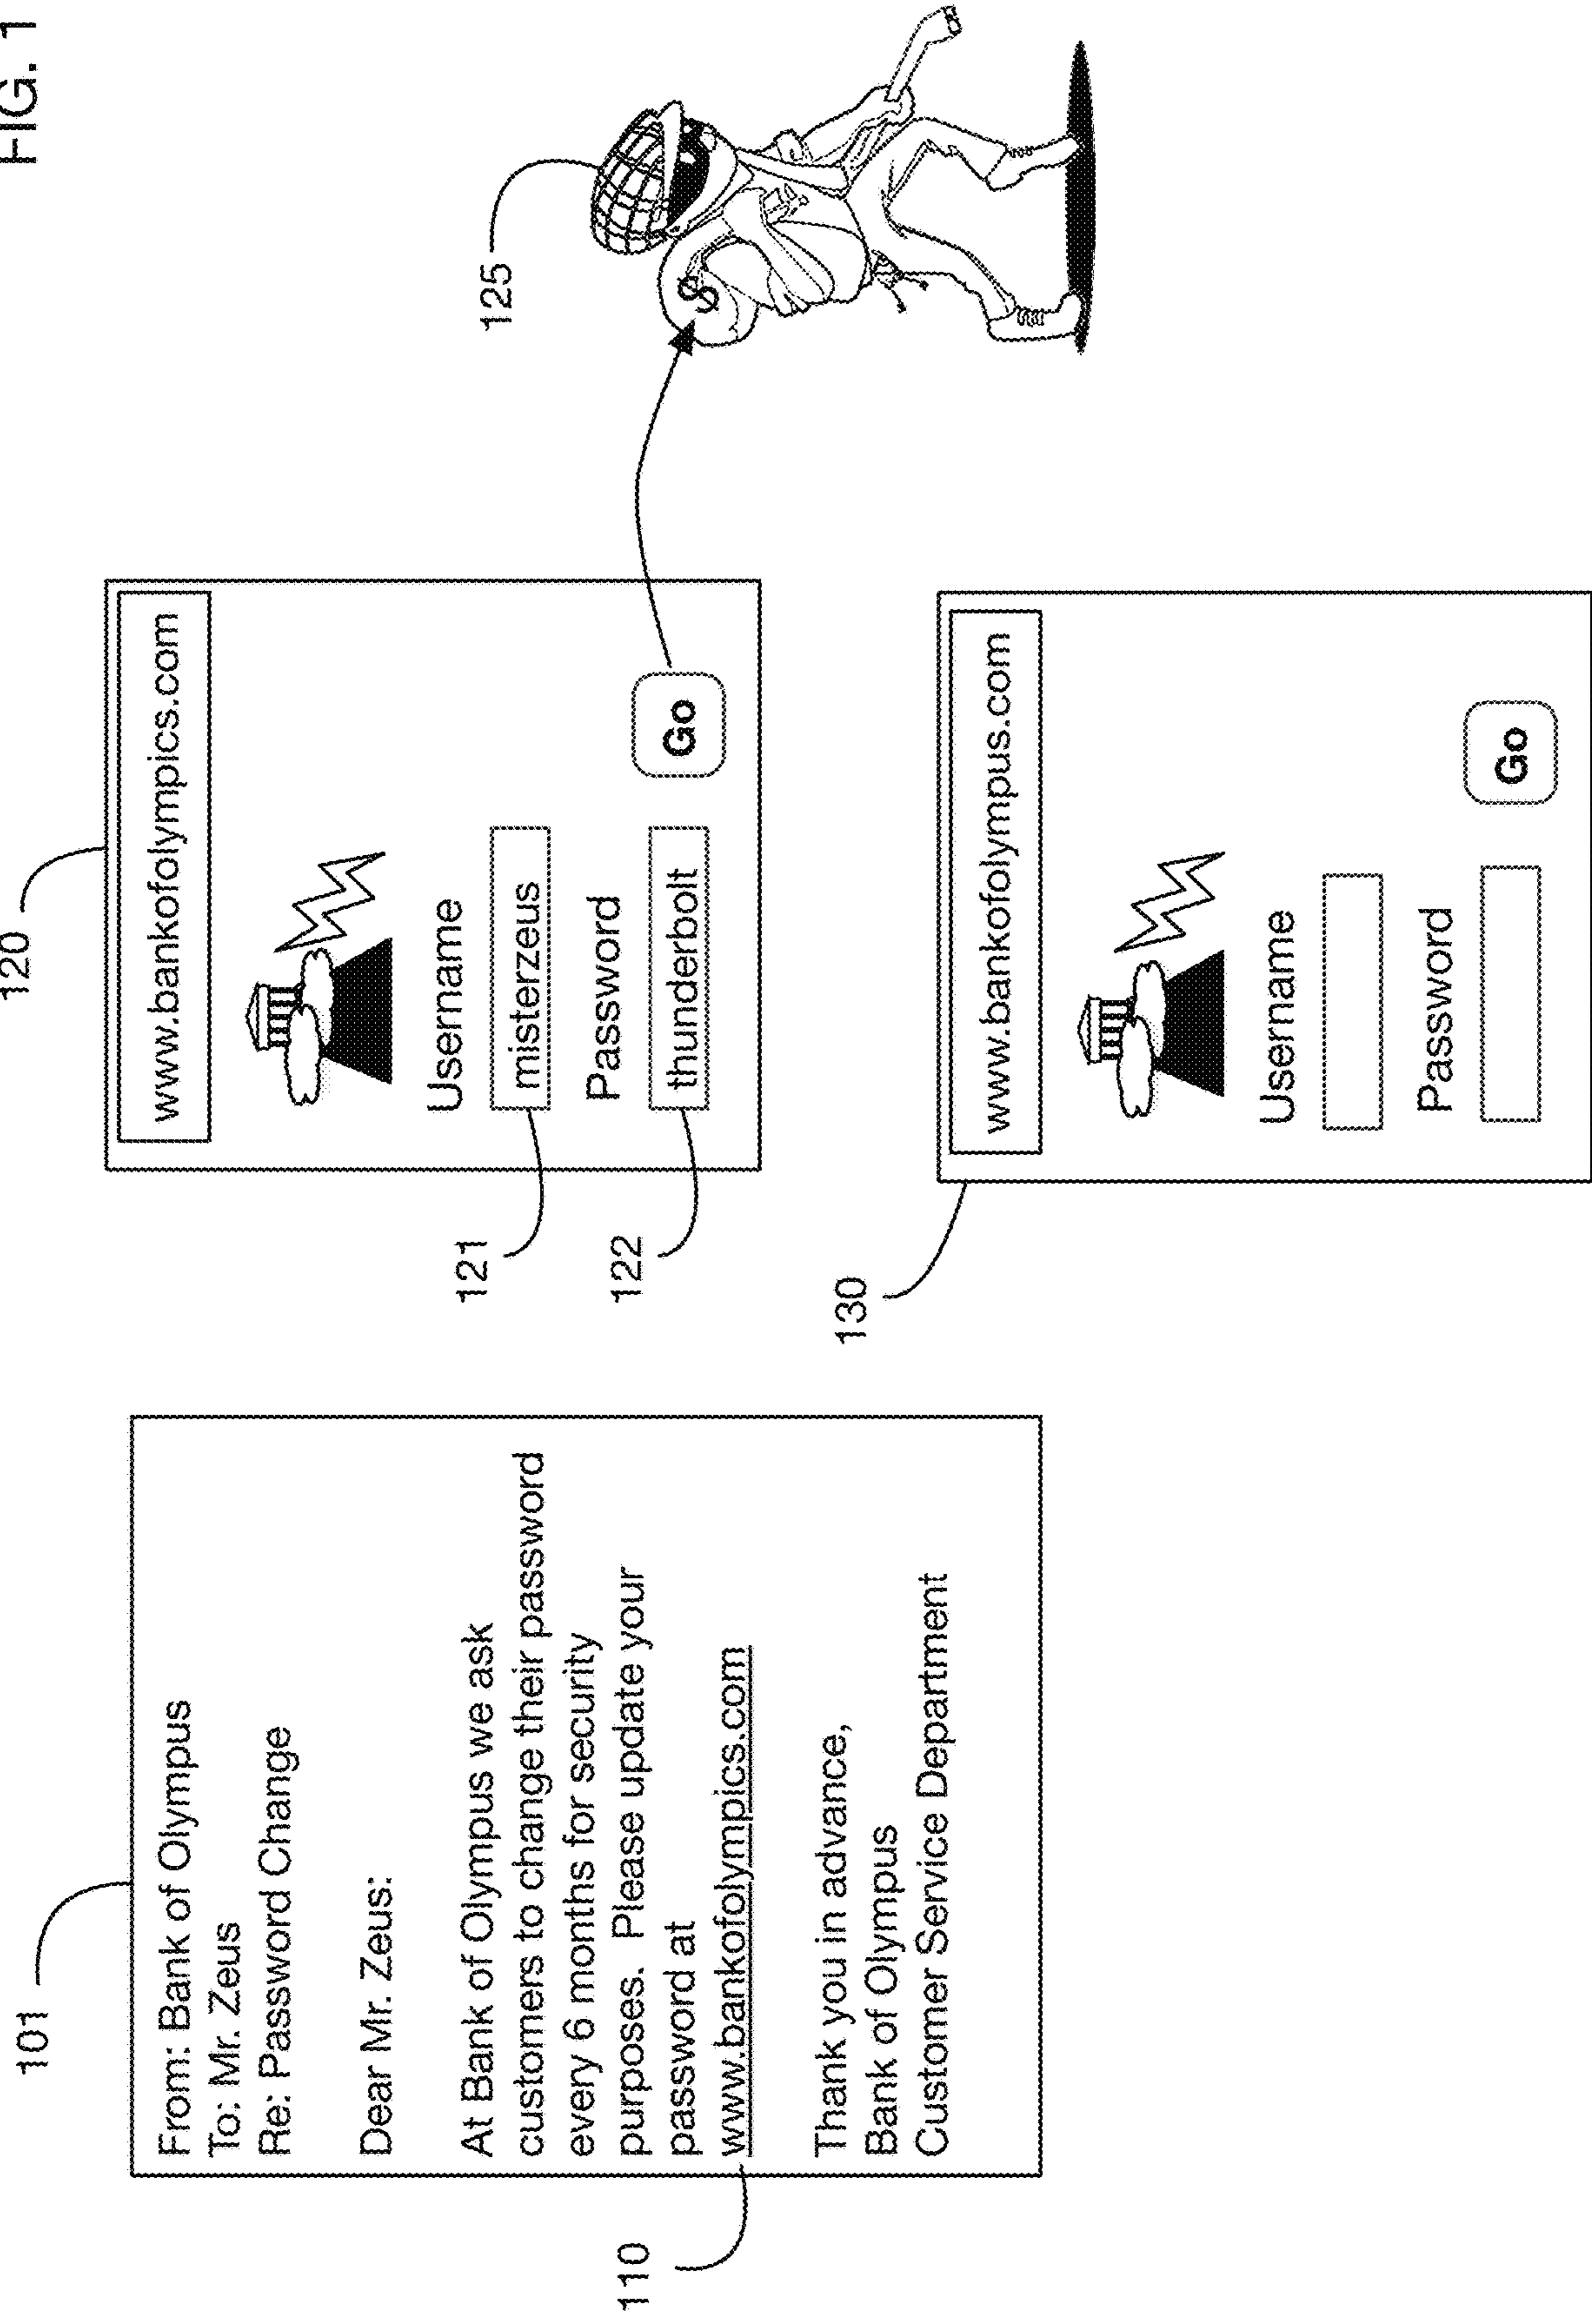 FIG. 1
101
From: Bank of Olympus
To: Mr. Zeus
Re: Password Change
Dear Mr. Zeus:
At Bank of Olympus we ask
customers to change their password
every 6 months for security
purposes.  Please update your
password at
www.bankofolympics.com
Thank you in advance,
Bank of Olympus
Customer Service Department
110
120
www.bankofolympics.com
Username
misterzeus
Password
thunderbolt
Go
121
122
125
$
130
www.bankofolympus.com
Username
Password
Go